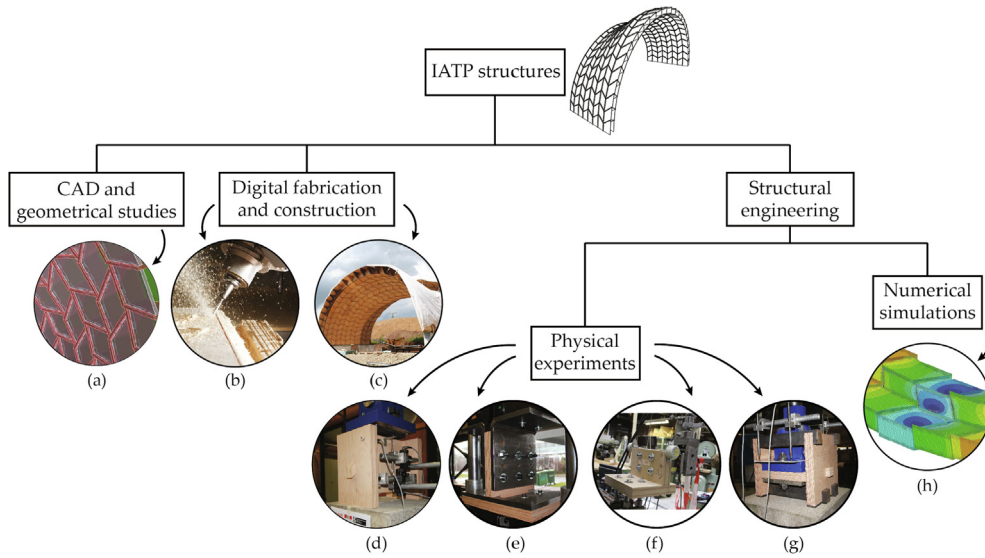 IATP structures
CAD and
geometrical studies
Digital fabrication
and construction
Structural
engineering
Numerical
simulations
Physical
experiments
(a)
(b)
(c)
(d)
(e)
(f)
(g)
(h)